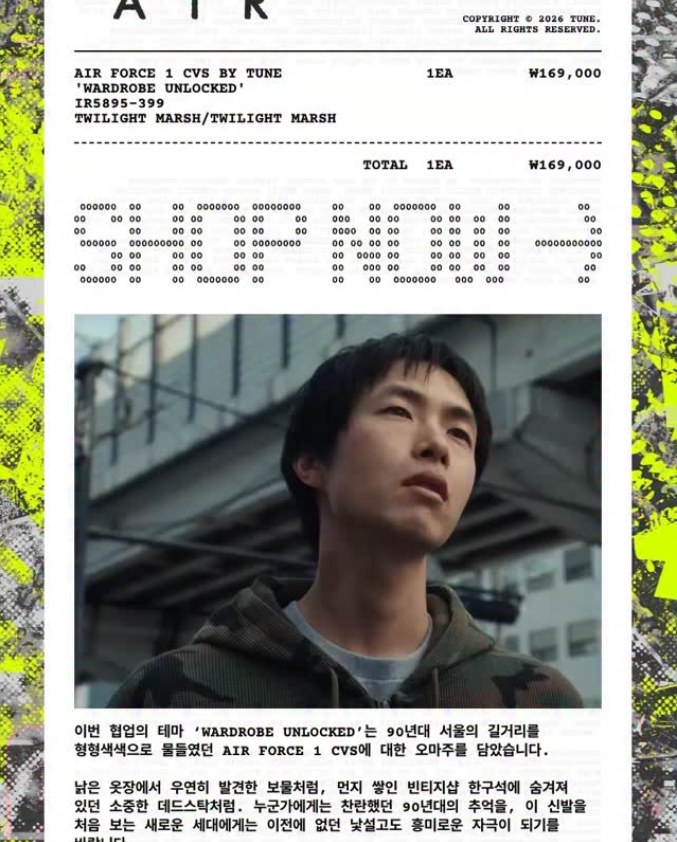 AIR
COPYRIGHT © 2026 TUNE.
ALL RIGHTS RESERVED.
AIR FORCE 1 CVS BY TUNE 1EA ₩169,000
'WARDROBE UNLOCKED'
IR5895-399
TWILIGHT MARSH/TWILIGHT MARSH
TOTAL 1EA ₩169,000
SHOP NOW →
이번 협업의 테마 ‘WARDROBE UNLOCKED’는 90년대 서울의 길거리를
형형색색으로 물들였던 AIR FORCE 1 CVS에 대한 오마주를 담았습니다.
낡은 옷장에서 우연히 발견한 보물처럼, 먼지 쌓인 빈티지샵 한구석에 숨겨져
있던 소중한 데드스탁처럼. 누군가에게는 찬란했던 90년대의 추억을, 이 신발을
처음 보는 새로운 세대에게는 이전에 없던 낯설고도 흥미로운 자극이 되기를
바랍니다